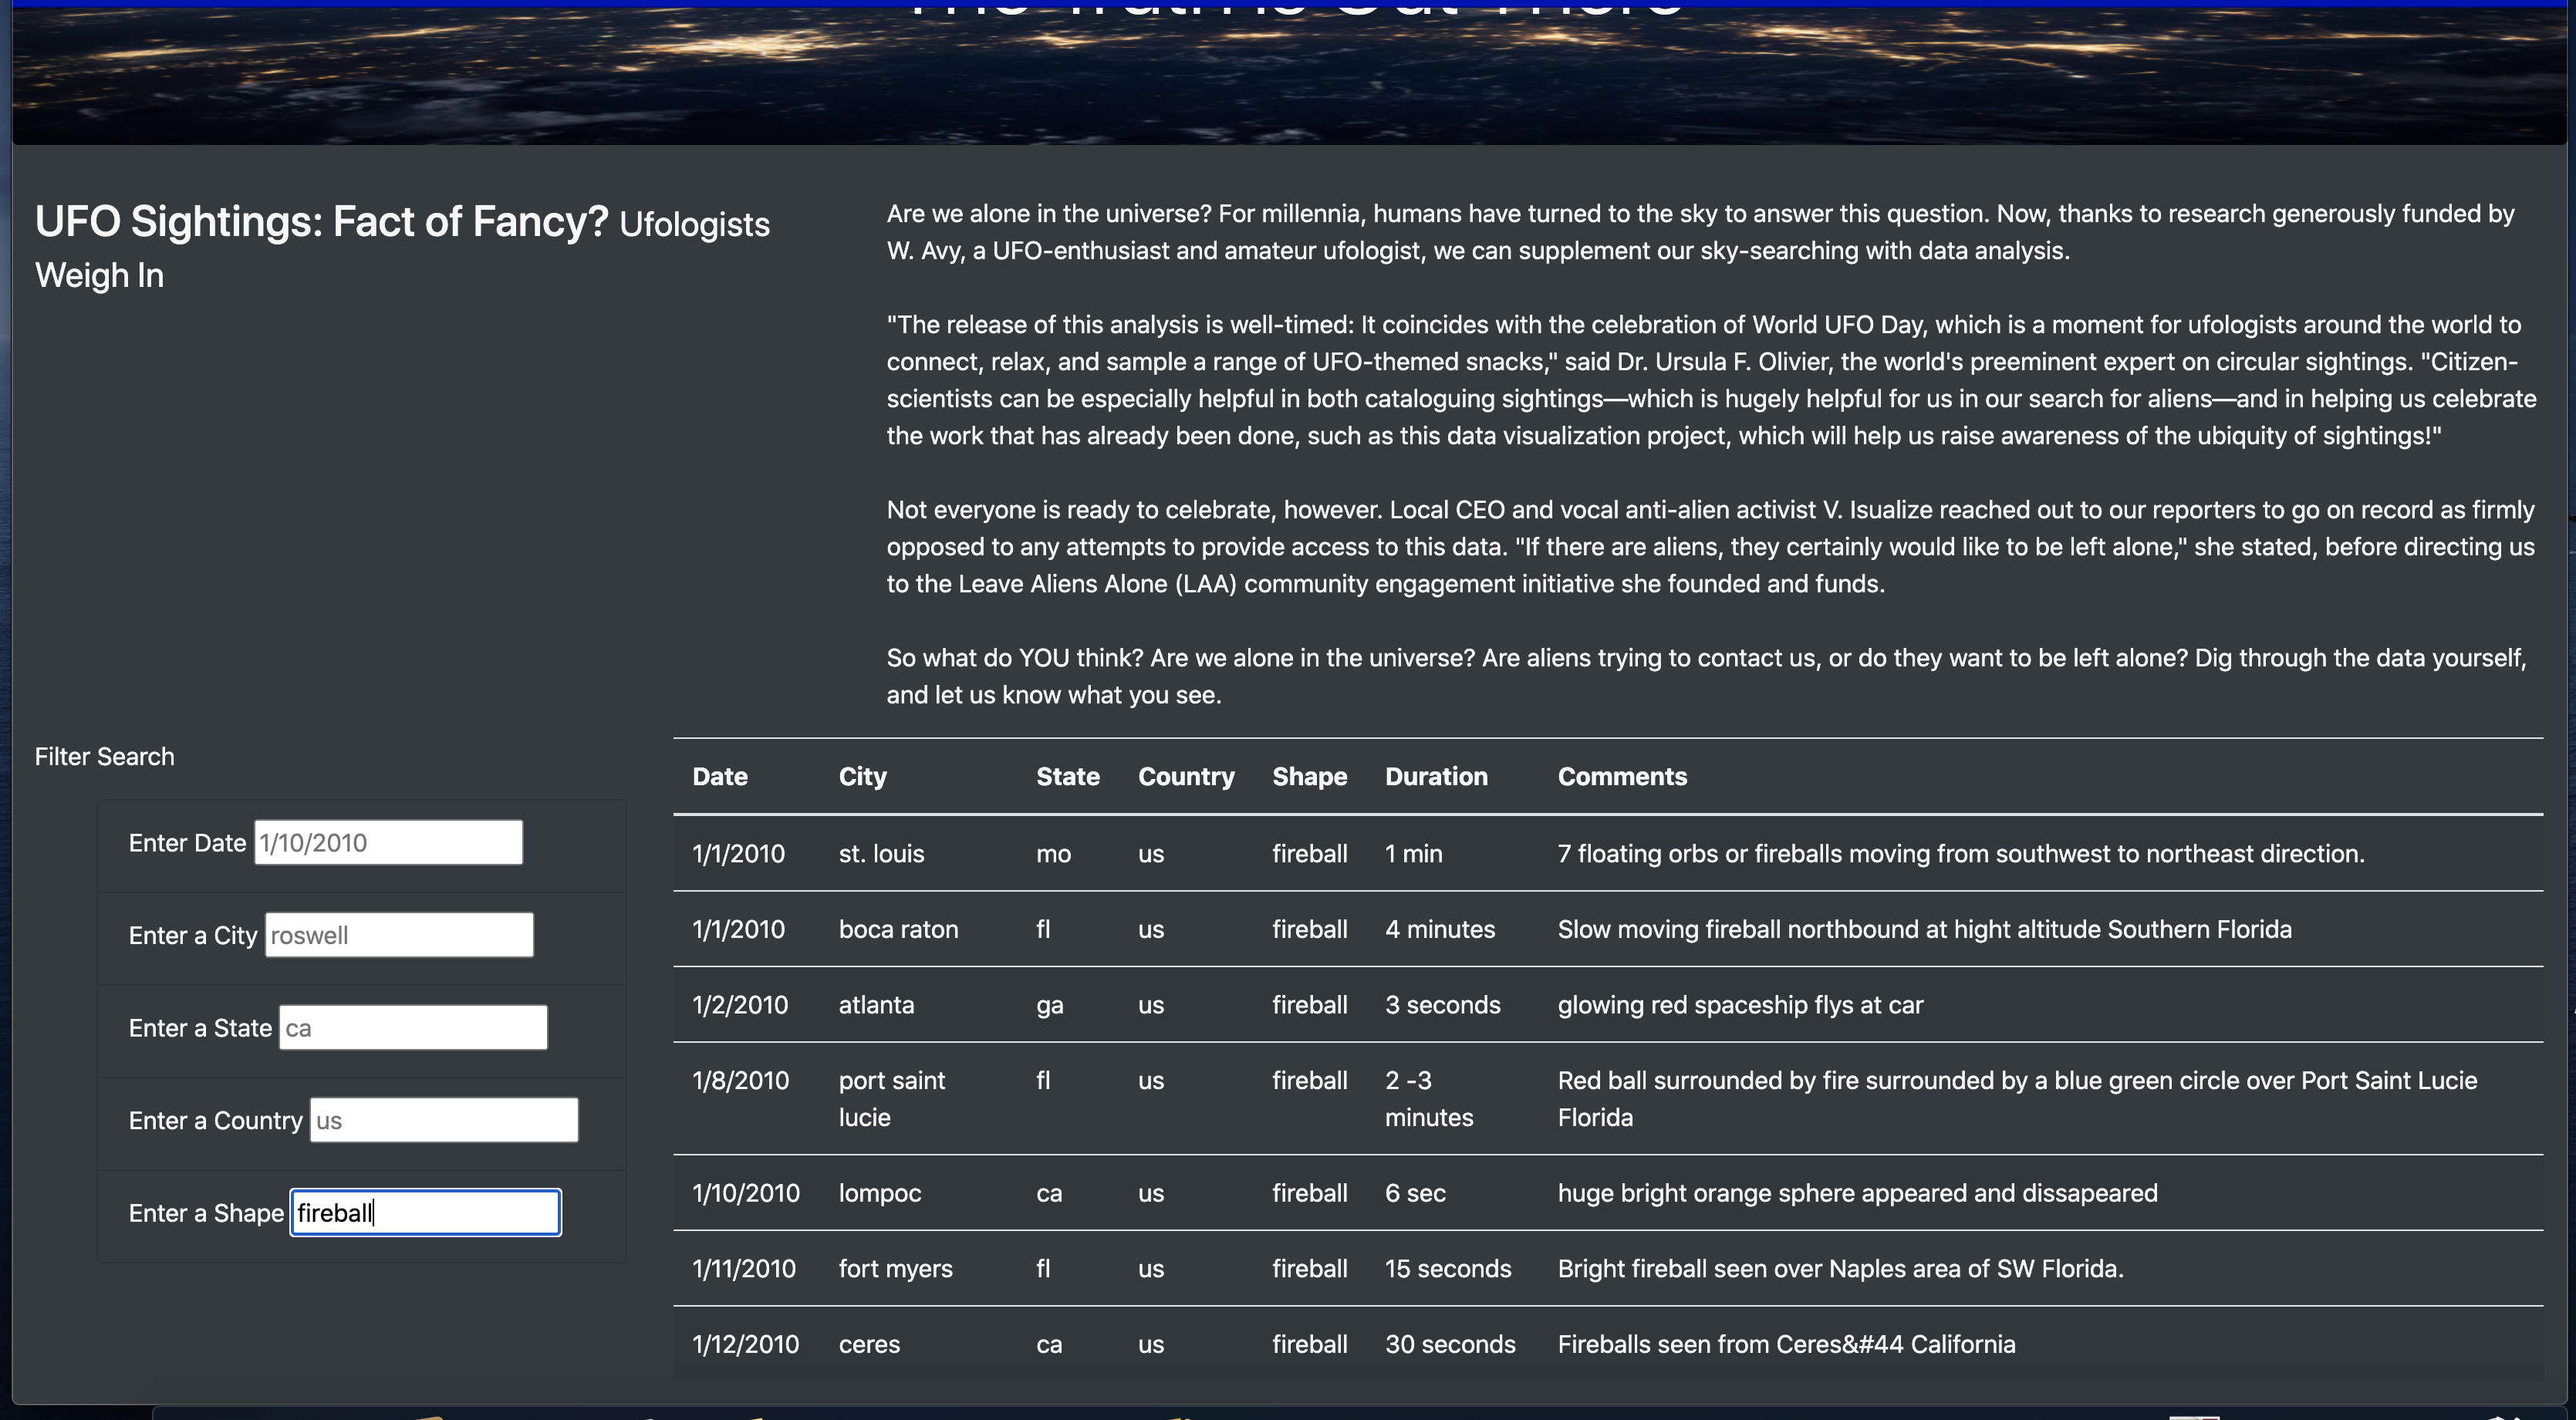 UFO Sightings: Fact of Fancy? Ufologists
Weigh In
Are we alone in the universe? For millennia, humans have turned to the sky to answer this question. Now, thanks to research generously funded by
W. Avy, a UFO-enthusiast and amateur ufologist, we can supplement our sky-searching with data analysis.
"The release of this analysis is well-timed: It coincides with the celebration of World UFO Day, which is a moment for ufologists around the world to
connect, relax, and sample a range of UFO-themed snacks," said Dr. Ursula F. Olivier, the world's preeminent expert on circular sightings. "Citizen-
scientists can be especially helpful in both cataloguing sightings—which is hugely helpful for us in our search for aliens—and in helping us celebrate
the work that has already been done, such as this data visualization project, which will help us raise awareness of the ubiquity of sightings!"
Not everyone is ready to celebrate, however. Local CEO and vocal anti-alien activist V. Isualize reached out to our reporters to go on record as firmly
opposed to any attempts to provide access to this data. "If there are aliens, they certainly would like to be left alone," she stated, before directing us
to the Leave Aliens Alone (LAA) community engagement initiative she founded and funds.
So what do YOU think? Are we alone in the universe? Are aliens trying to contact us, or do they want to be left alone? Dig through the data yourself,
and let us know what you see.
Filter Search
Enter Date 1/10/2010
Enter a City roswell
Enter a State ca
Enter a Country us
Enter a Shape fireball
Date City State Country Shape Duration Comments
1/1/2010 st. louis mo us fireball 1 min 7 floating orbs or fireballs moving from southwest to northeast direction.
1/1/2010 boca raton fl us fireball 4 minutes Slow moving fireball northbound at hight altitude Southern Florida
1/2/2010 atlanta ga us fireball 3 seconds glowing red spaceship flys at car
1/8/2010 port saint fl us fireball 2 -3 Red ball surrounded by fire surrounded by a blue green circle over Port Saint Lucie
lucie minutes Florida
1/10/2010 lompoc ca us fireball 6 sec huge bright orange sphere appeared and dissapeared
1/11/2010 fort myers fl us fireball 15 seconds Bright fireball seen over Naples area of SW Florida.
1/12/2010 ceres ca us fireball 30 seconds Fireballs seen from Ceres&#44 California